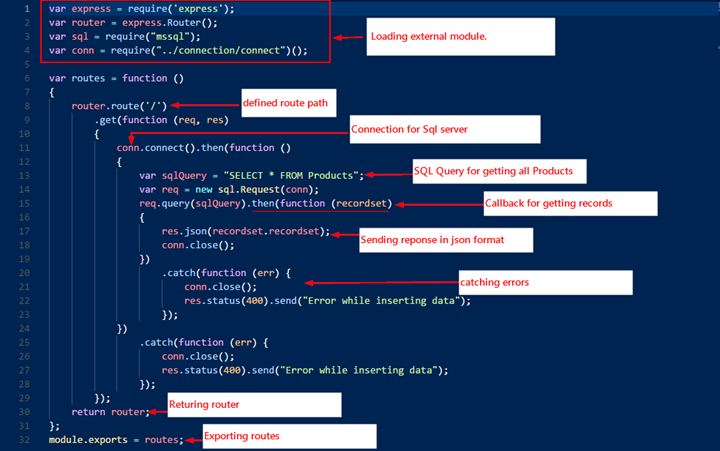 1 var express = require('express');
2 var router = express.Router();
3 var sql = require("mssql");
Loading external module.
4 var conn = require("../connection/connect")();
5
6 var routes = function ()
7 {
8 router.route('/')
defined route path
9 .get(function (req, res)
10 {
Connection for Sql server
11 conn.connect().then(function ()
12 {
13 var sqlQuery = "SELECT * FROM Products";
SQL Query for getting all Products
14 var req = new sql.Request(conn);
15 req.query(sqlQuery).then(function (recordset)
Callback for getting records
16 {
17 res.json(recordset.recordset);
Sending reponse in json format
18 conn.close();
19 })
20 .catch(function (err) {
21 conn.close();
catching errors
22 res.status(400).send("Error while inserting data");
23 });
24 })
25 .catch(function (err) {
26 conn.close();
27 res.status(400).send("Error while inserting data");
28 });
29 });
30 return router;
Returing router
31 };
32 module.exports = routes;
Exporting routes